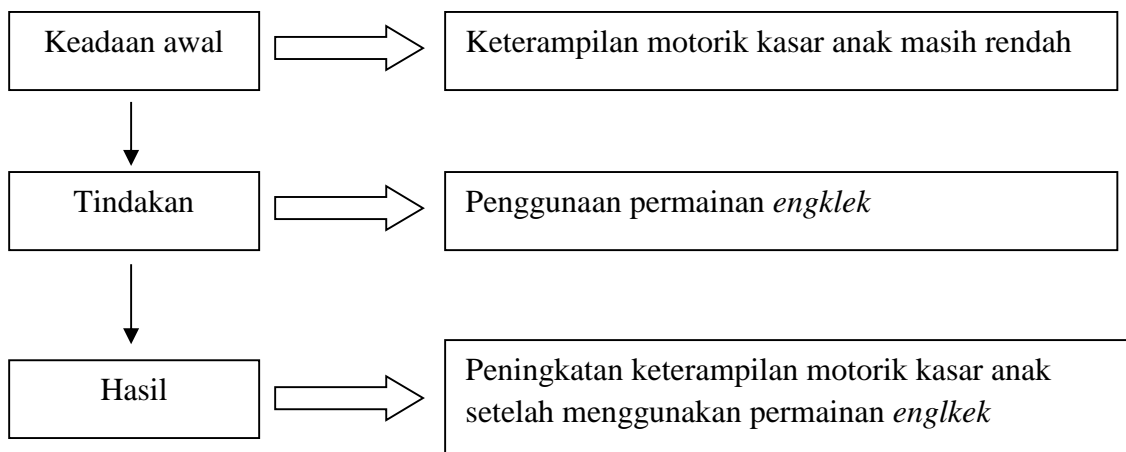 Keadaan awal
Keterampilan motorik kasar anak masih rendah
Tindakan
Penggunaan permainan engklek
Hasil
Peningkatan keterampilan motorik kasar anak
setelah menggunakan permainan englkek